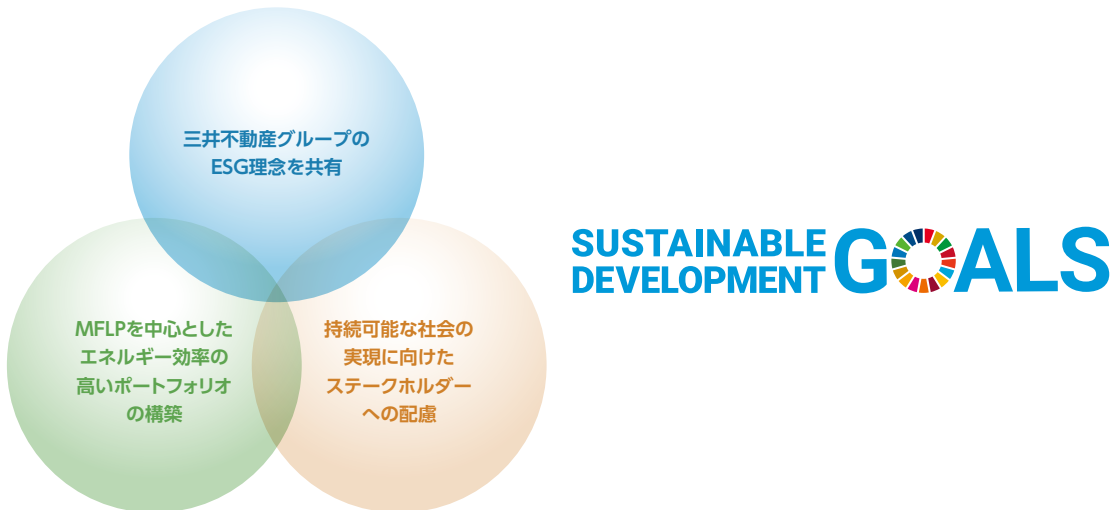 三井不動産グループの
ESG理念を共有
MFLPを中心とした
エネルギー効率の
高いポートフォリオ
の構築
持続可能な社会の
実現に向けた
ステークホルダー
への配慮
SUSTAINABLE
DEVELOPMENT
GOALS